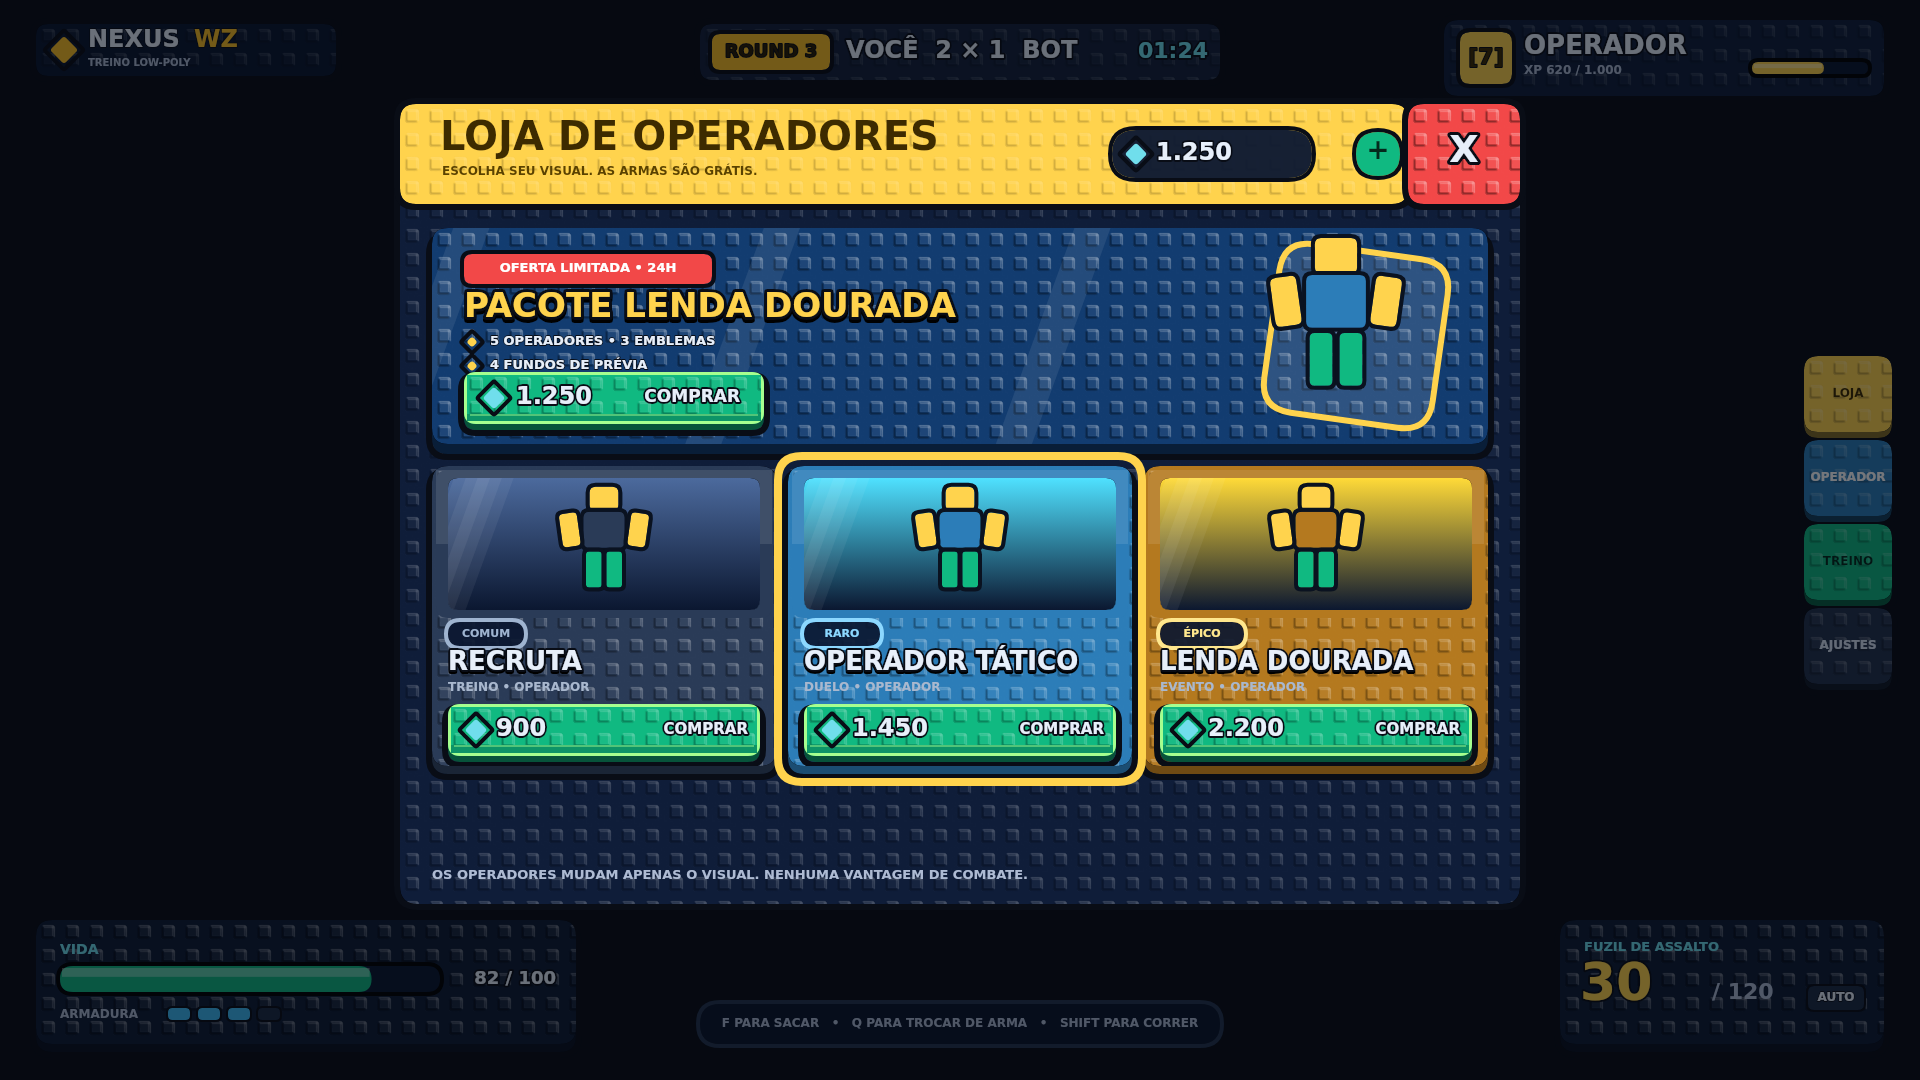 NEXUS WZ
TREINO LOW-POLY
ROUND 3 VOCÊ 2 × 1 BOT 01:24
[7] OPERADOR
XP 620 / 1.000
LOJA DE OPERADORES
ESCOLHA SEU VISUAL. AS ARMAS SÃO GRÁTIS.
1.250
+
X
OFERTA LIMITADA • 24H
PACOTE LENDA DOURADA
5 OPERADORES • 3 EMBLEMAS
4 FUNDOS DE PRÉVIA
1.250 COMPRAR
COMUM
RECRUTA
TREINO • OPERADOR
900 COMPRAR
RARO
OPERADOR TÁTICO
DUELO • OPERADOR
1.450 COMPRAR
ÉPICO
LENDA DOURADA
EVENTO • OPERADOR
2.200 COMPRAR
OS OPERADORES MUDAM APENAS O VISUAL. NENHUMA VANTAGEM DE COMBATE.
LOJA
OPERADOR
TREINO
AJUSTES
VIDA
82 / 100
ARMADURA
F PARA SACAR • Q PARA TROCAR DE ARMA • SHIFT PARA CORRER
FUZIL DE ASSALTO
30 / 120
AUTO